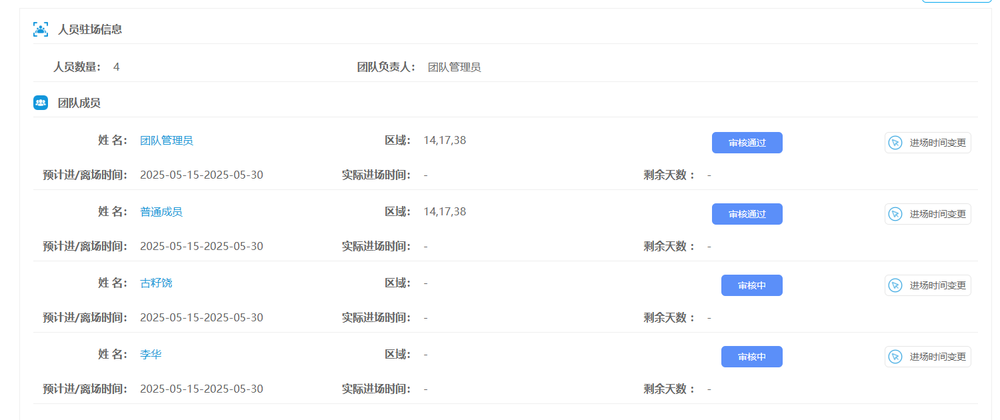 人员驻场信息
人员数量： 4 团队负责人： 团队管理员
团队成员
姓 名： 团队管理员 区域： 14,17,38 审核通过 进场时间变更
预计进/离场时间： 2025-05-15-2025-05-30 实际进场时间： - 剩余天数 ： -
姓 名： 普通成员 区域： 14,17,38 审核通过 进场时间变更
预计进/离场时间： 2025-05-15-2025-05-30 实际进场时间： - 剩余天数 ： -
姓 名： 古籽饶 区域： - 审核中 进场时间变更
预计进/离场时间： 2025-05-15-2025-05-30 实际进场时间： - 剩余天数 ： -
姓 名： 李华 区域： - 审核中 进场时间变更
预计进/离场时间： 2025-05-15-2025-05-30 实际进场时间： - 剩余天数 ： -